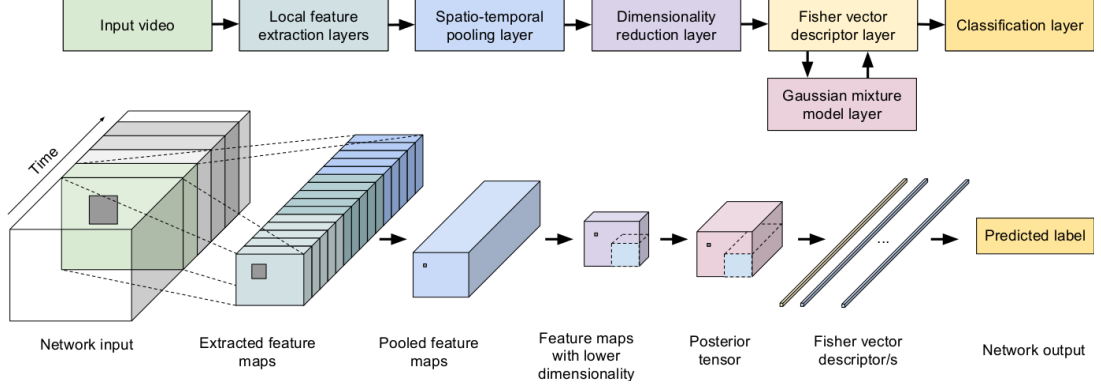 Input video
Local feature
extraction layers
Spatio-temporal
pooling layer
Dimensionality
reduction layer
Fisher vector
descriptor layer
Classification layer
Gaussian mixture
model layer
Time
...
Predicted label
Network input
Extracted feature
maps
Pooled feature
maps
Feature maps
with lower
dimensionality
Posterior
tensor
Fisher vector
descriptor/s
Network output